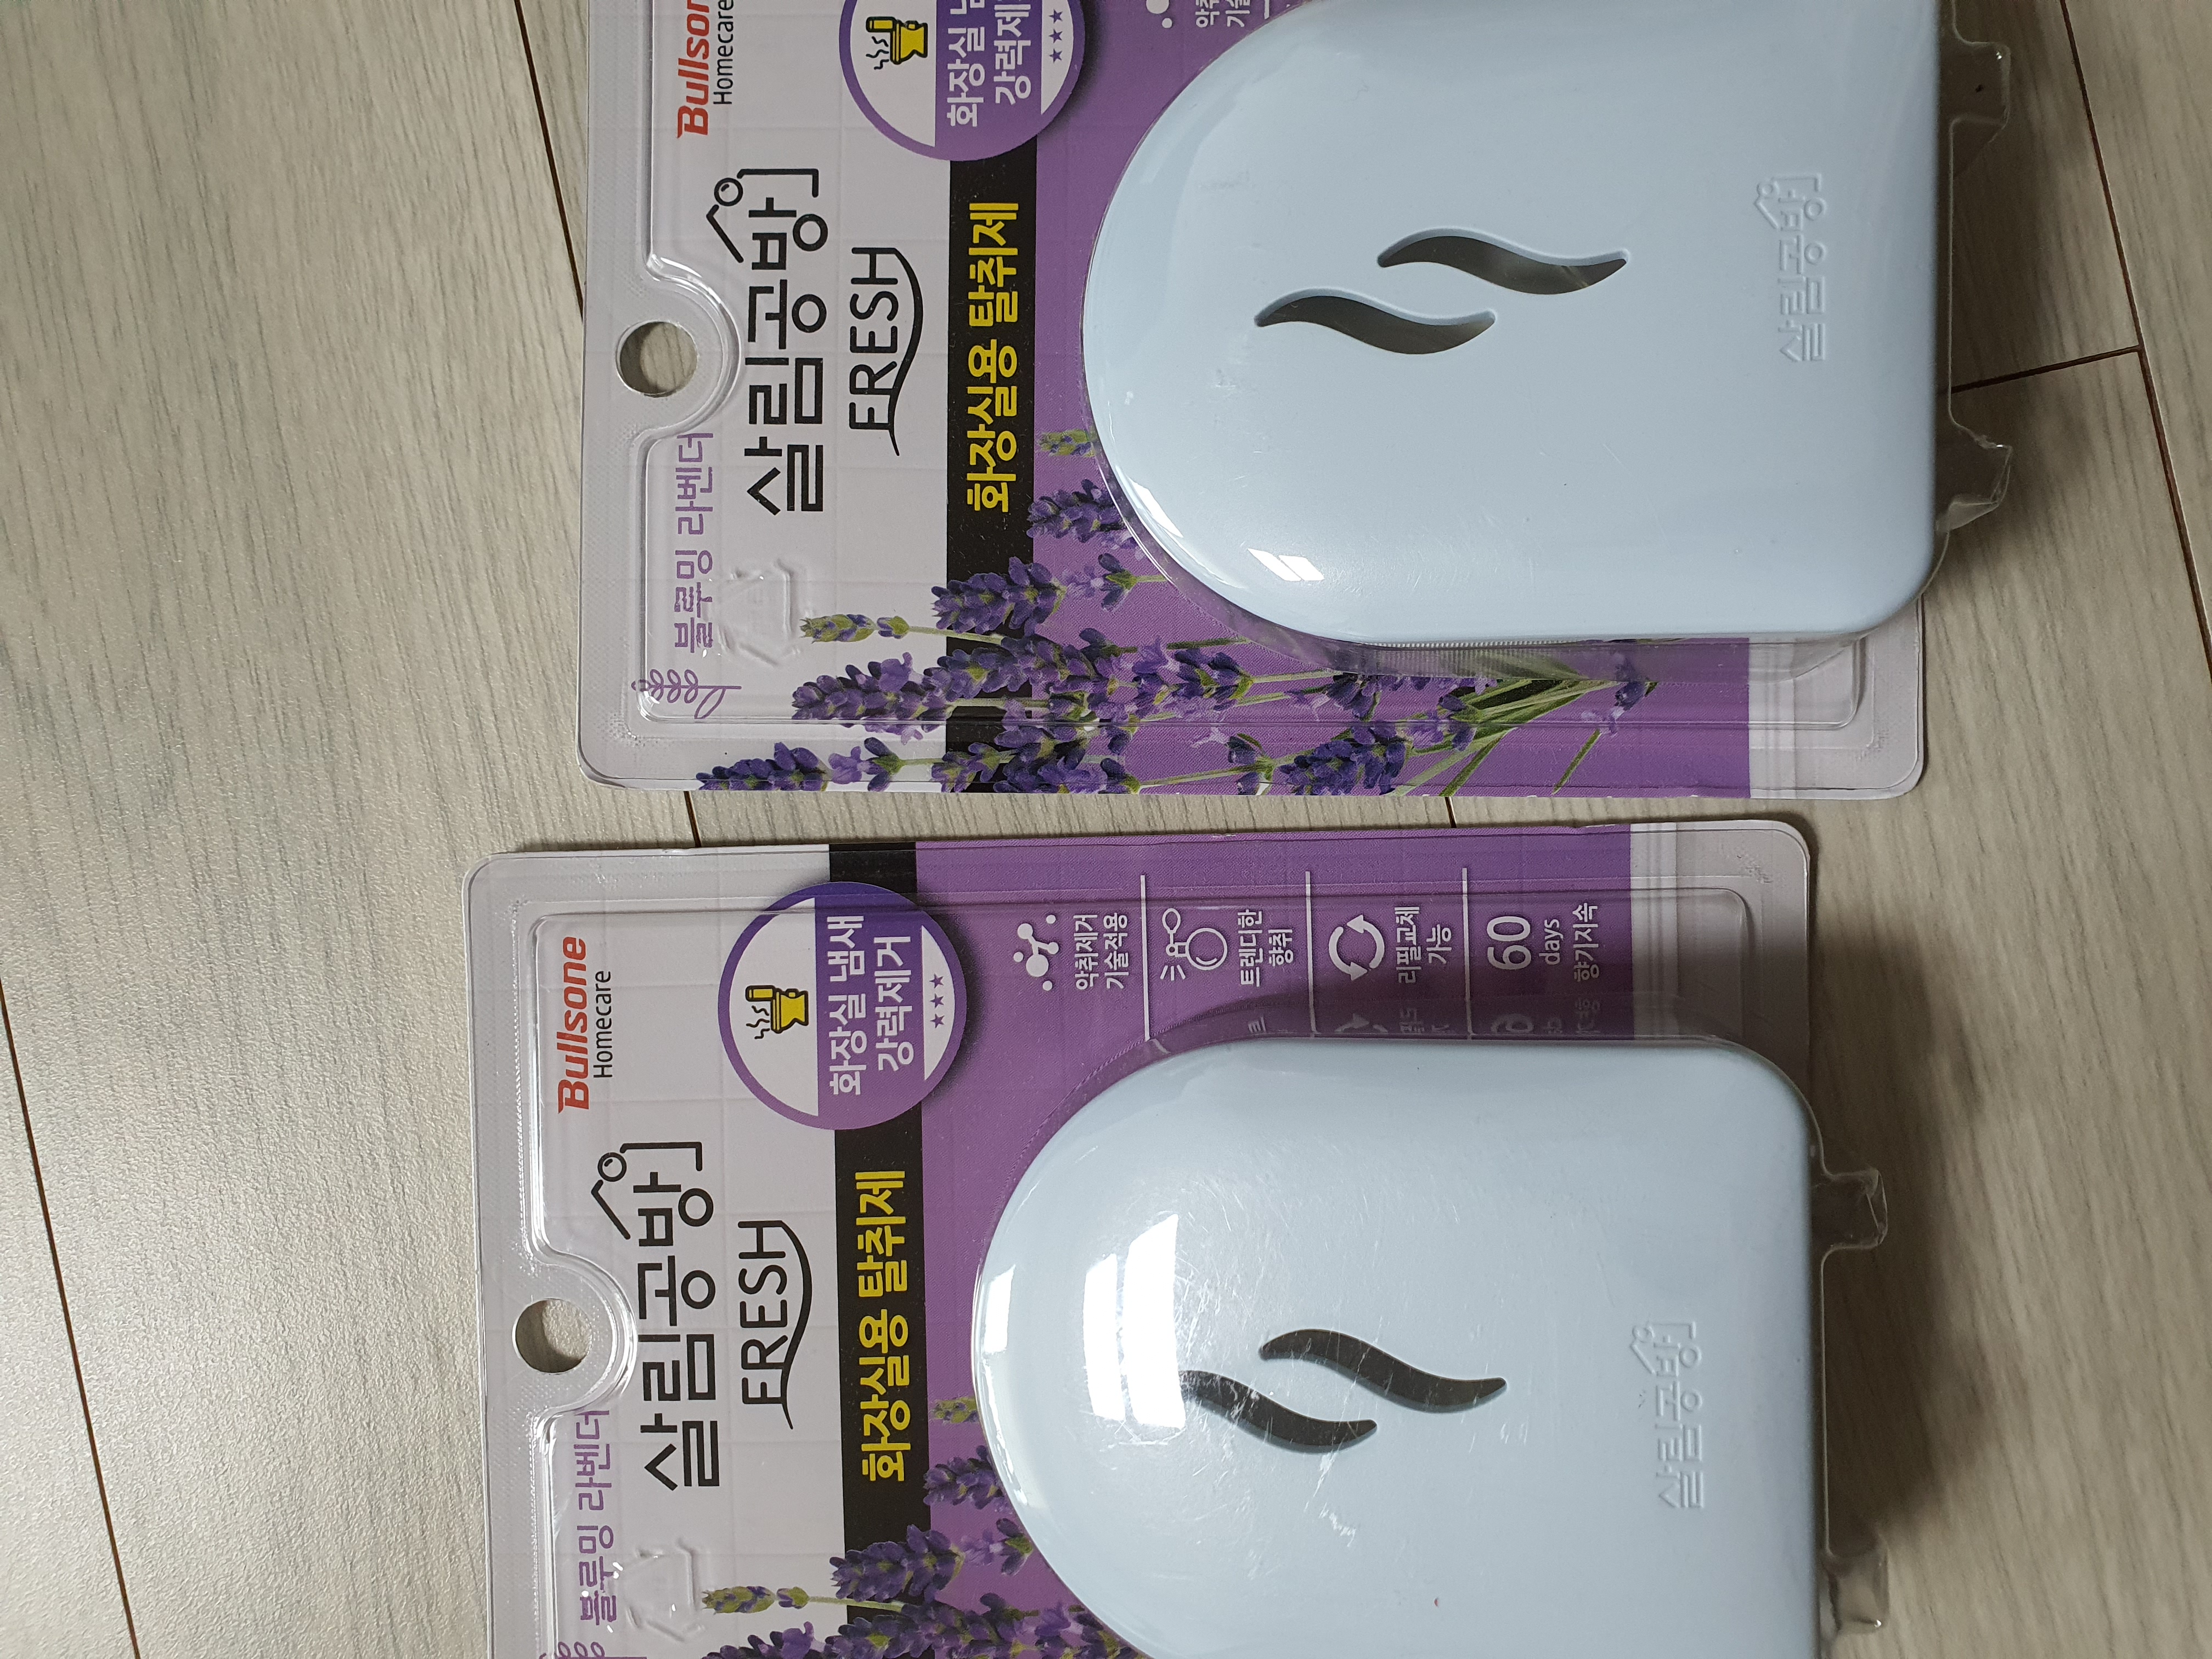 Bullsone
Homecare
블루밍 라벤더
살림공방
FRESH
화장실 냄새
강력제거
화장실용 탈취제
악취제거
기술적용
트렌디한
향취
리필교체
가능
60
days
향기지속
살림공방
Homecare
블루밍 라벤더
살림공방
FRESH
화장실
강력제
화장실용 탈취제
살림공방